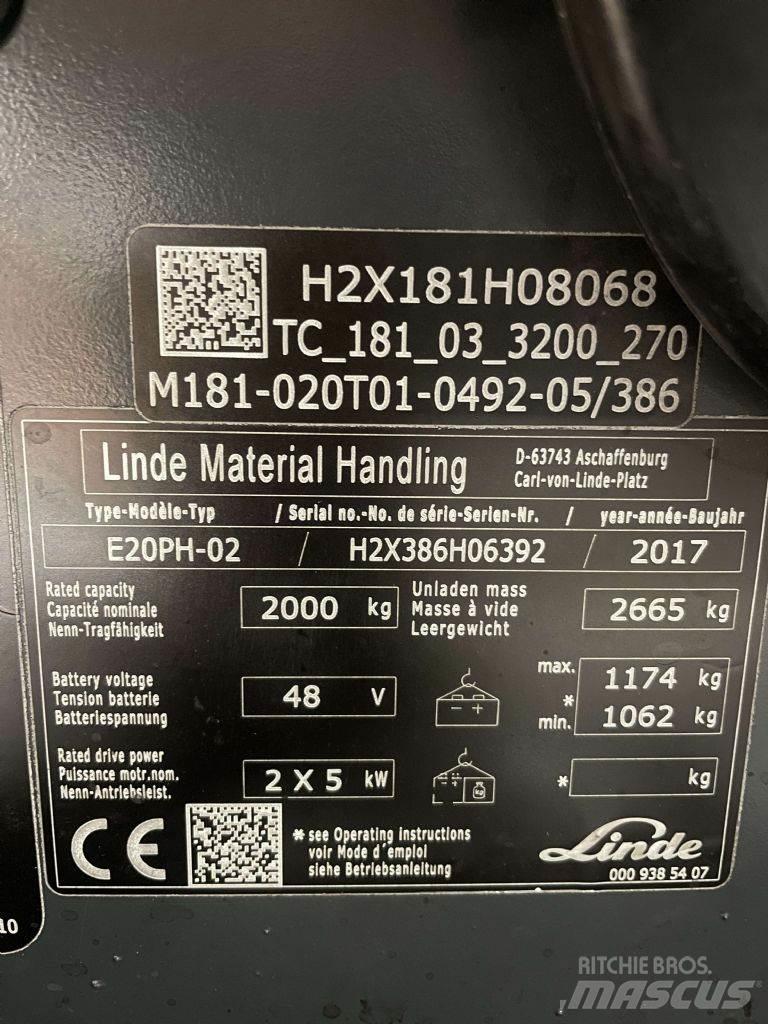 H2X181H08068
TC_181_03_3200_270
M181-020T01-0492-05/386
Linde Material Handling
D-63743 Aschaffenburg
Carl-von-Linde-Platz
Type-Modèle-Typ / Serial no.-No. de série-Serien-Nr. / year-année-Baujahr
E20PH-02 / H2X386H06392 / 2017
Rated capacity
Capacité nominale
Nenn-Tragfähigkeit
2000 kg
Unladen mass
Masse à vide
Leergewicht
2665 kg
Battery voltage
Tension batterie
Batteriespannung
48 V
- +
max. 1174 kg
*
min. 1062 kg
Rated drive power
Puissance motr.nom.
Nenn-Antriebsleist.
2 X 5 kW
kg
* kg
CE
* see Operating instructions
voir Mode d´emploi
siehe Betriebsanleitung
Linde
000 938 54 07
10
RITCHIE BROS.
MASCUS